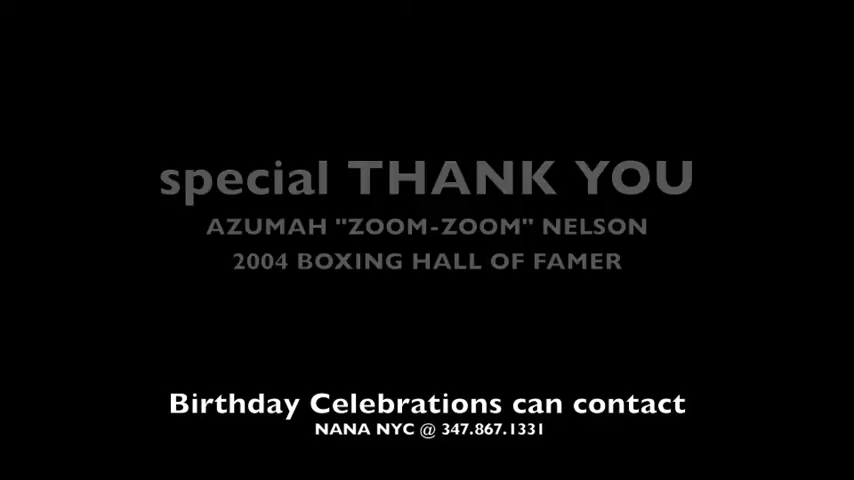 special THANK YOU
AZUMAH "ZOOM-ZOOM" NELSON
2004 BOXING HALL OF FAMER
Birthday Celebrations can contact
NANA NYC @ 347.867.1331